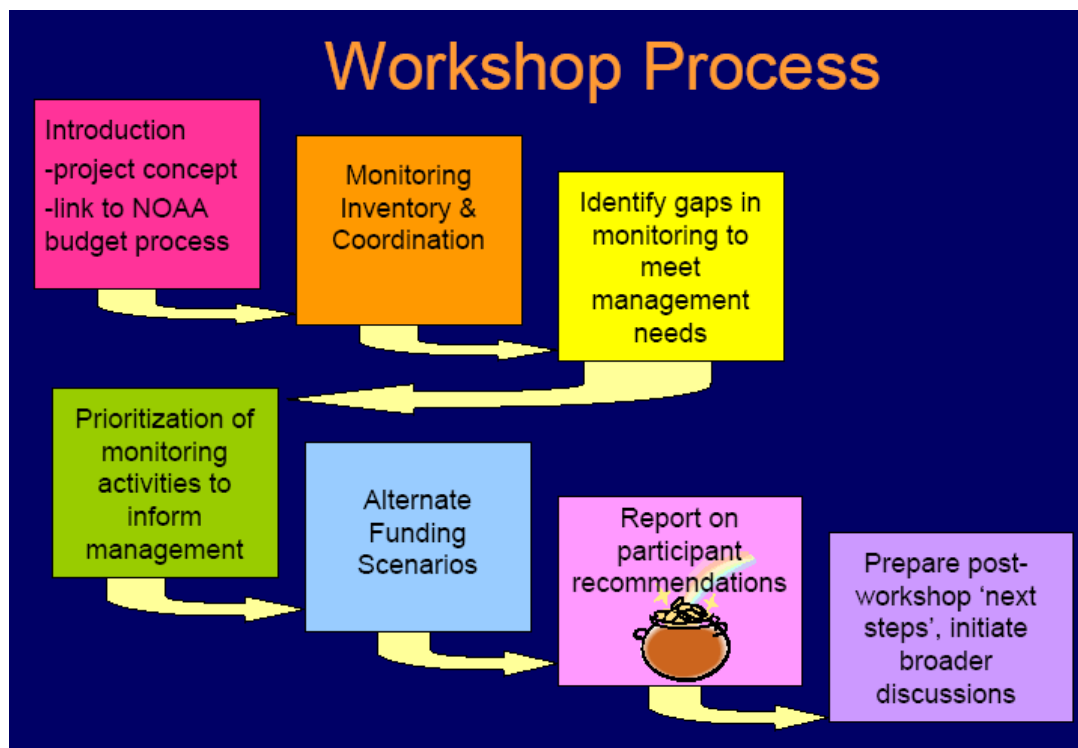 Workshop Process
Introduction
-project concept
-link to NOAA
budget process
Monitoring
Inventory &
Coordination
Identify gaps in
monitoring to
meet
management
needs
Prioritization of
monitoring
activities to
inform
management
Alternate
Funding
Scenarios
Report on
participant
recommendations
Prepare post-
workshop ‘next
steps’, initiate
broader
discussions